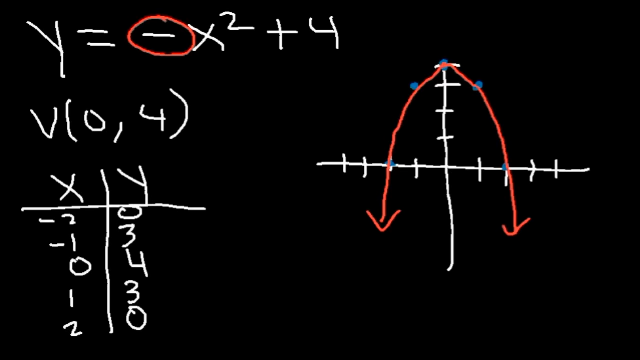 y = -x² + 4
V(0, 4)
X Y
-2 0
-1 3
0 4
1 3
2 0